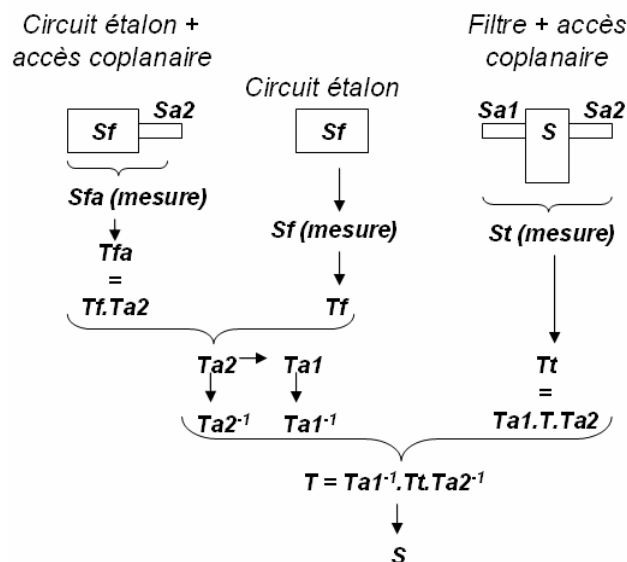 Circuit étalon +
accès coplanaire
Sa2
Sf
Sfa (mesure)
Tfa
=
Tf.Ta2
Circuit étalon
Sf
Sf (mesure)
Tf
Filtre + accès
coplanaire
Sa1 Sa2
S
St (mesure)
Tt
=
Ta1.T.Ta2
Ta2 Ta1
Ta2⁻¹ Ta1⁻¹
T = Ta1⁻¹.Tt.Ta2⁻¹
S